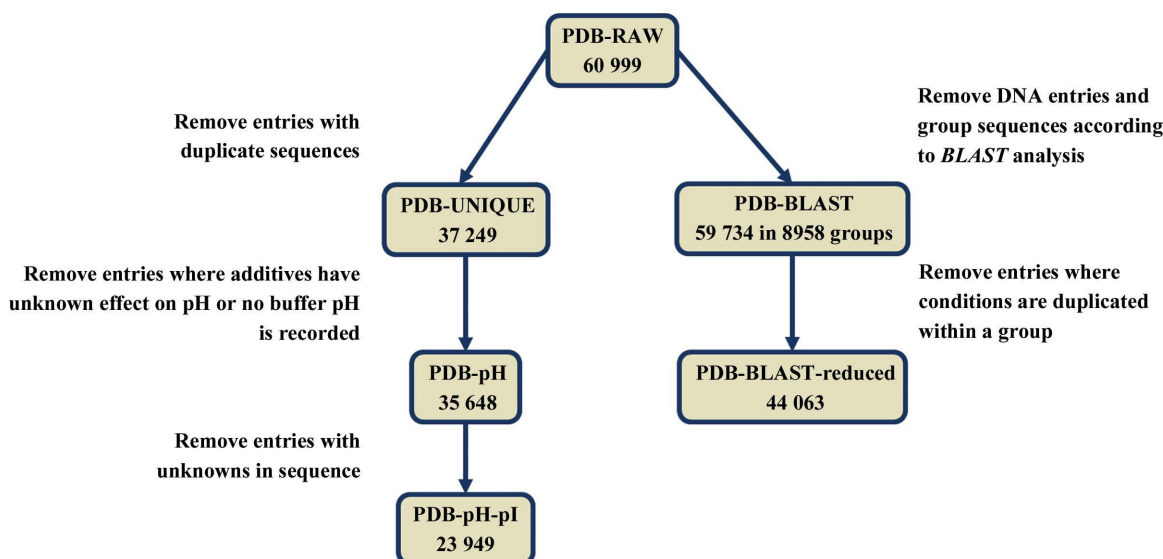 PDB-RAW
60 999
Remove entries with
duplicate sequences
Remove DNA entries and
group sequences according
to BLAST analysis
PDB-UNIQUE
37 249
PDB-BLAST
59 734 in 8958 groups
Remove entries where additives have
unknown effect on pH or no buffer pH
is recorded
Remove entries where
conditions are duplicated
within a group
PDB-pH
35 648
PDB-BLAST-reduced
44 063
Remove entries with
unknowns in sequence
PDB-pH-pI
23 949